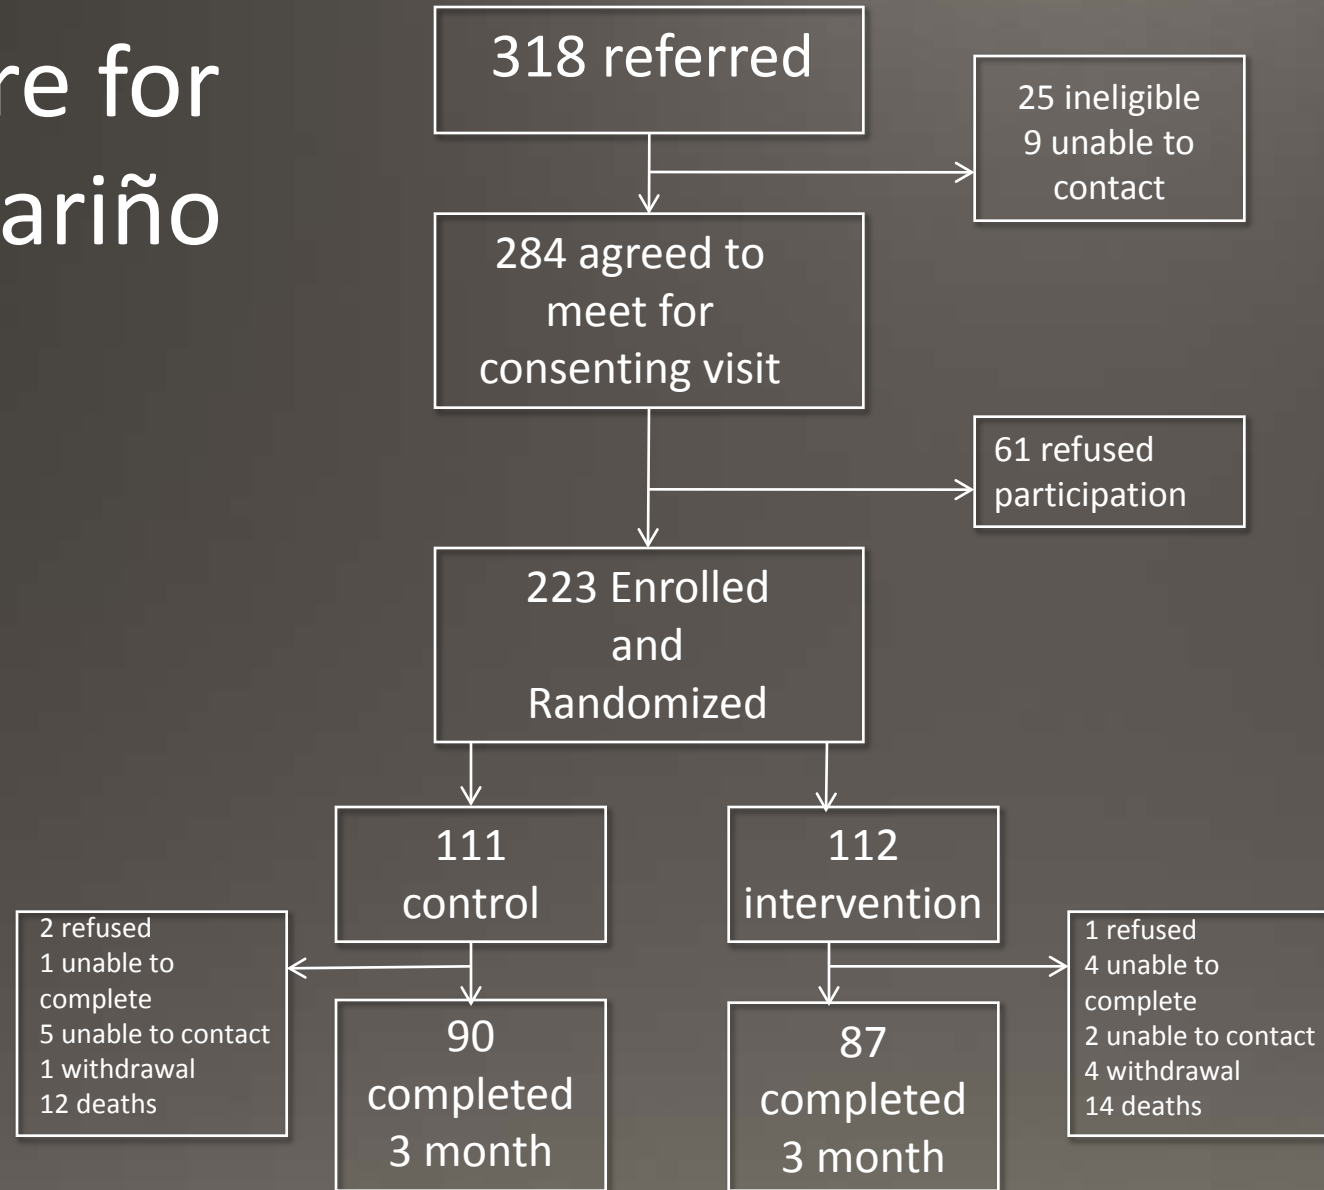 re for
ariño
318 referred
25 ineligible
9 unable to
contact
284 agreed to
meet for
consenting visit
61 refused
participation
223 Enrolled
and
Randomized
111
control
112
intervention
2 refused
1 unable to
complete
5 unable to contact
1 withdrawal
12 deaths
1 refused
4 unable to
complete
2 unable to contact
4 withdrawal
14 deaths
90
completed
3 month
87
completed
3 month